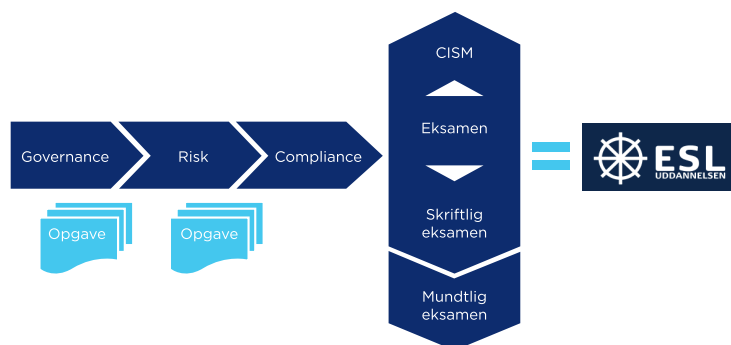 Governance
Risk
Compliance
Opgave
Opgave
CISM
Eksamen
Skriftlig
eksamen
Mundtlig
eksamen
ESL
UDDANNELSEN